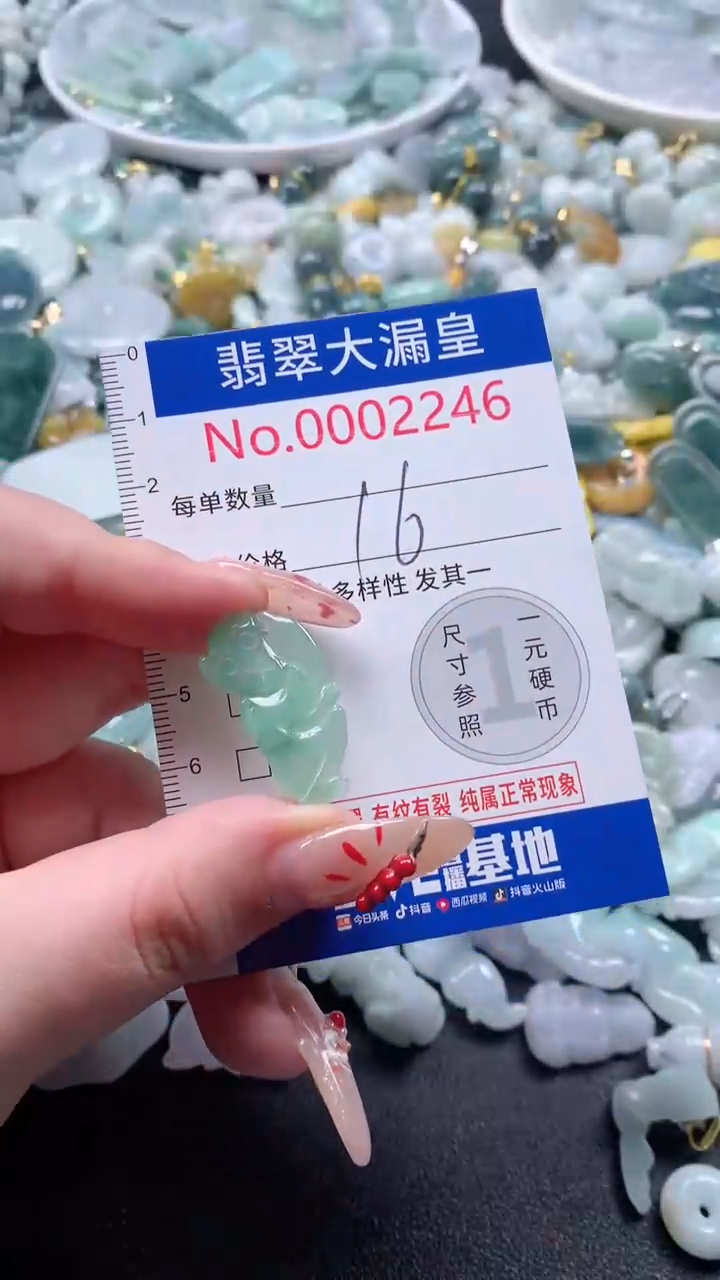 翡翠大漏皇
No.0002246
0
1
2
每单数量
16
价格
多样性 发其一
5
6
尺寸参照
一元硬币
1
有纹有裂 纯属正常现象
播基地
今日头条 抖音 西瓜视频 抖音火山版